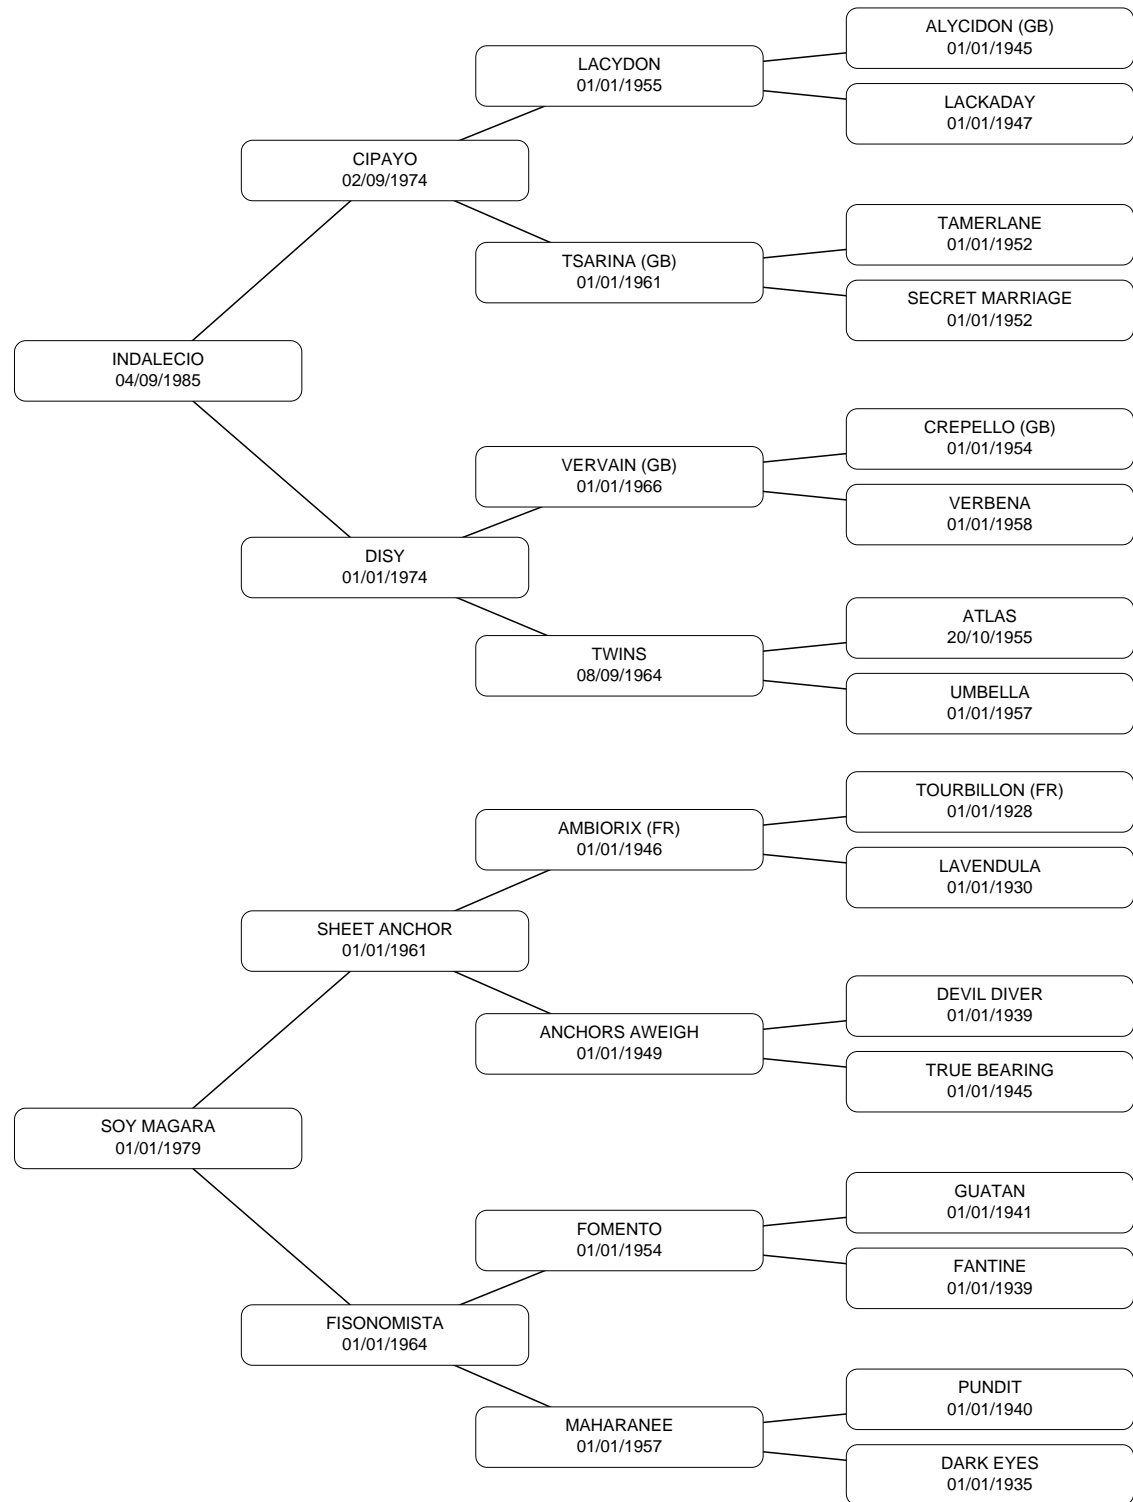 ALYCIDON (GB)
01/01/1945
LACYDON
01/01/1955
LACKADAY
01/01/1947
CIPAYO
02/09/1974
TAMERLANE
01/01/1952
TSARINA (GB)
01/01/1961
SECRET MARRIAGE
01/01/1952
INDALECIO
04/09/1985
CREPELLO (GB)
01/01/1954
VERVAIN (GB)
01/01/1966
VERBENA
01/01/1958
DISY
01/01/1974
ATLAS
20/10/1955
TWINS
08/09/1964
UMBELLA
01/01/1957
TOURBILLON (FR)
01/01/1928
AMBIORIX (FR)
01/01/1946
LAVENDULA
01/01/1930
SHEET ANCHOR
01/01/1961
DEVIL DIVER
01/01/1939
ANCHORS AWEIGH
01/01/1949
TRUE BEARING
01/01/1945
SOY MAGARA
01/01/1979
GUATAN
01/01/1941
FOMENTO
01/01/1954
FANTINE
01/01/1939
FISONOMISTA
01/01/1964
PUNDIT
01/01/1940
MAHARANEE
01/01/1957
DARK EYES
01/01/1935